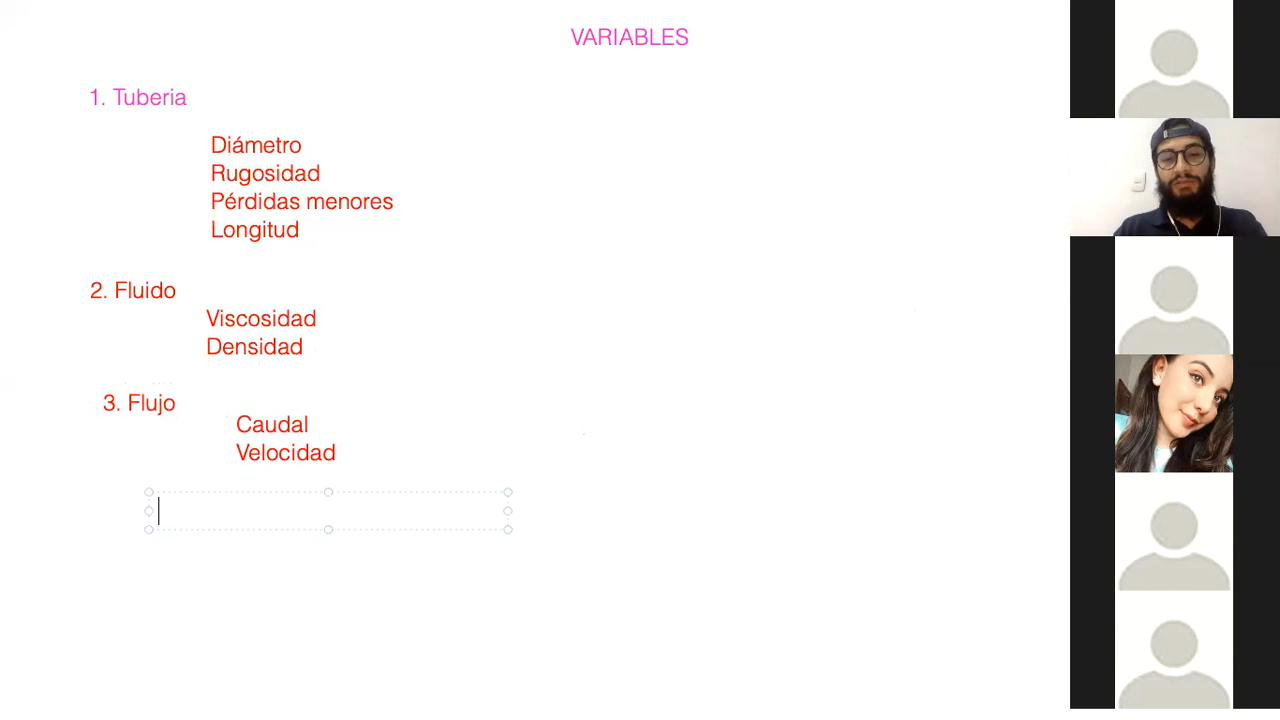 VARIABLES
1. Tuberia
Diámetro
Rugosidad
Pérdidas menores
Longitud
2. Fluido
Viscosidad
Densidad
3. Flujo
Caudal
Velocidad